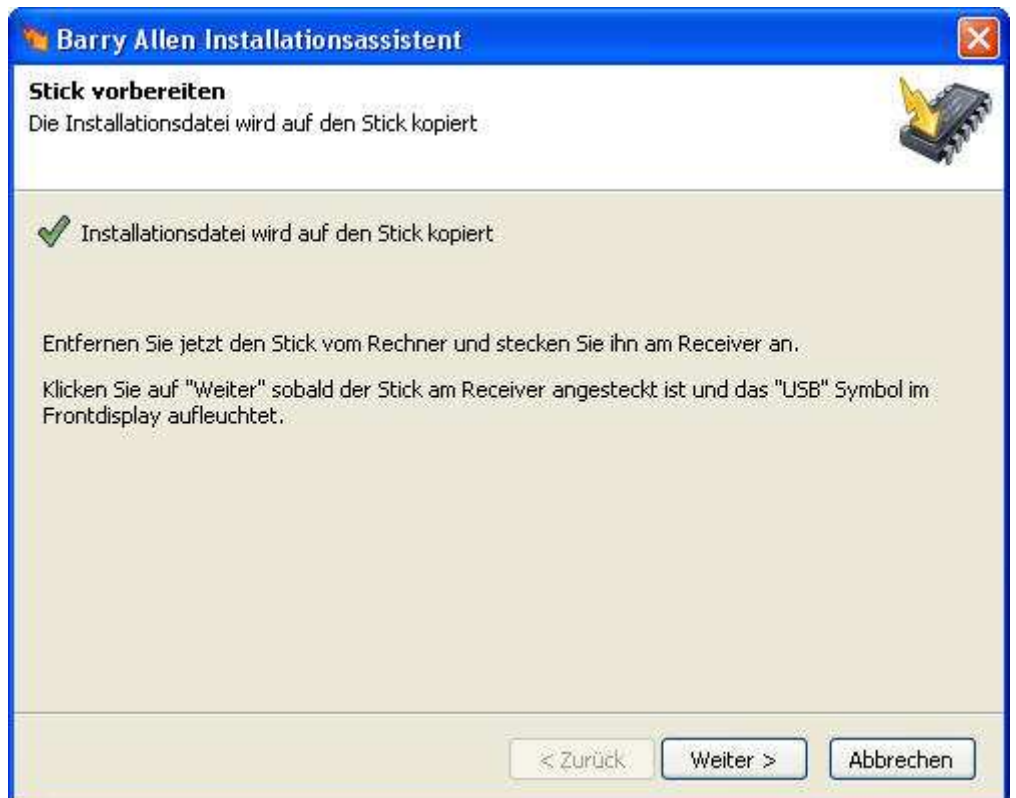 Barry Allen Installationsassistent
Stick vorbereiten
Die Installationsdatei wird auf den Stick kopiert
Installationsdatei wird auf den Stick kopiert
Entfernen Sie jetzt den Stick vom Rechner und stecken Sie ihn am Receiver an.
Klicken Sie auf "Weiter" sobald der Stick am Receiver angesteckt ist und das "USB" Symbol im
Frontdisplay aufleuchtet.
< Zurück Weiter > Abbrechen